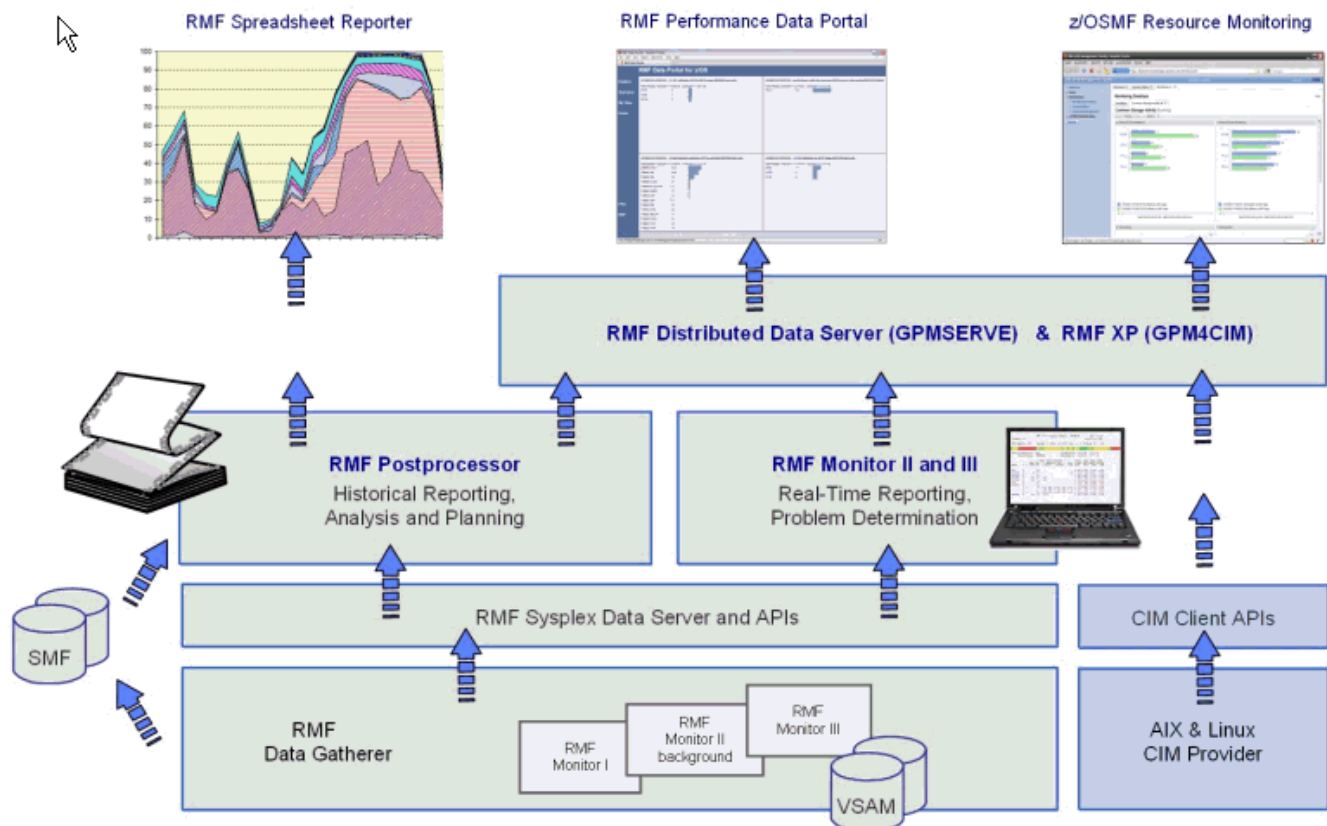 RMF Spreadsheet Reporter
RMF Performance Data Portal
z/OSMF Resource Monitoring
100
90
80
70
60
50
40
30
20
10
0
RMF Data Portal for z/OS
RMF Distributed Data Server (GPMSERVE) & RMF XP (GPM4CIM)
RMF Postprocessor
Historical Reporting,
Analysis and Planning
RMF Monitor II and III
Real-Time Reporting,
Problem Determination
SMF
RMF Sysplex Data Server and APIs
CIM Client APIs
RMF
Data Gatherer
RMF
Monitor I
RMF
Monitor II
background
RMF
Monitor III
VSAM
AIX & Linux
CIM Provider